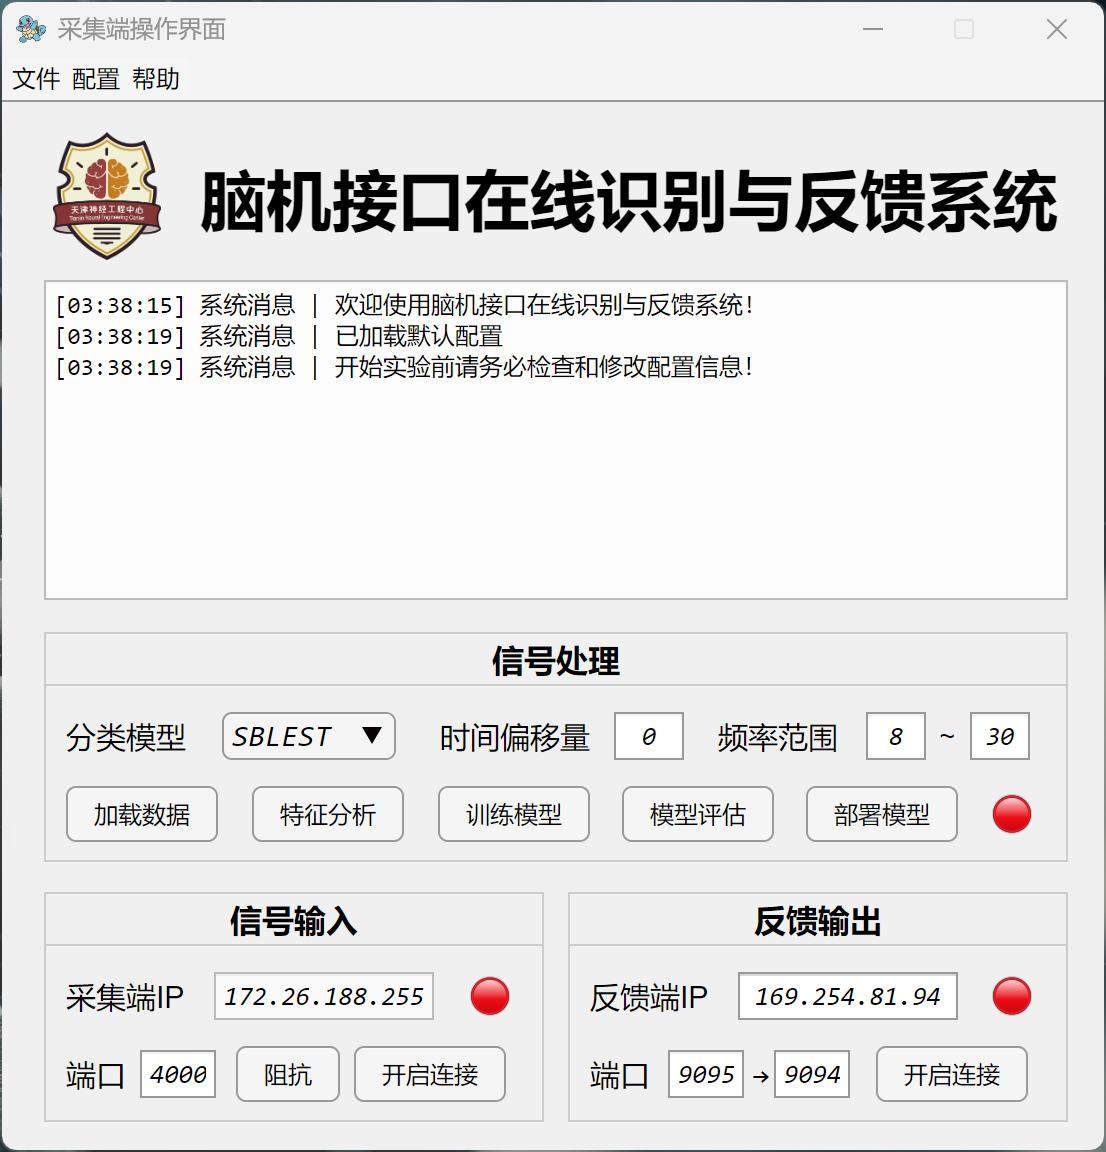 采集端操作界面
文件 配置 帮助
天津神经工程中心
Tianjin Neural Engineering Center
脑机接口在线识别与反馈系统
[03:38:15] 系统消息 | 欢迎使用脑机接口在线识别与反馈系统!
[03:38:19] 系统消息 | 已加载默认配置
[03:38:19] 系统消息 | 开始实验前请务必检查和修改配置信息!
信号处理
分类模型 SBLEST ▼ 时间偏移量 0 频率范围 8 ~ 30
加载数据 特征分析 训练模型 模型评估 部署模型
信号输入
采集端IP 172.26.188.255
端口 4000 阻抗 开启连接
反馈输出
反馈端IP 169.254.81.94
端口 9095 → 9094 开启连接